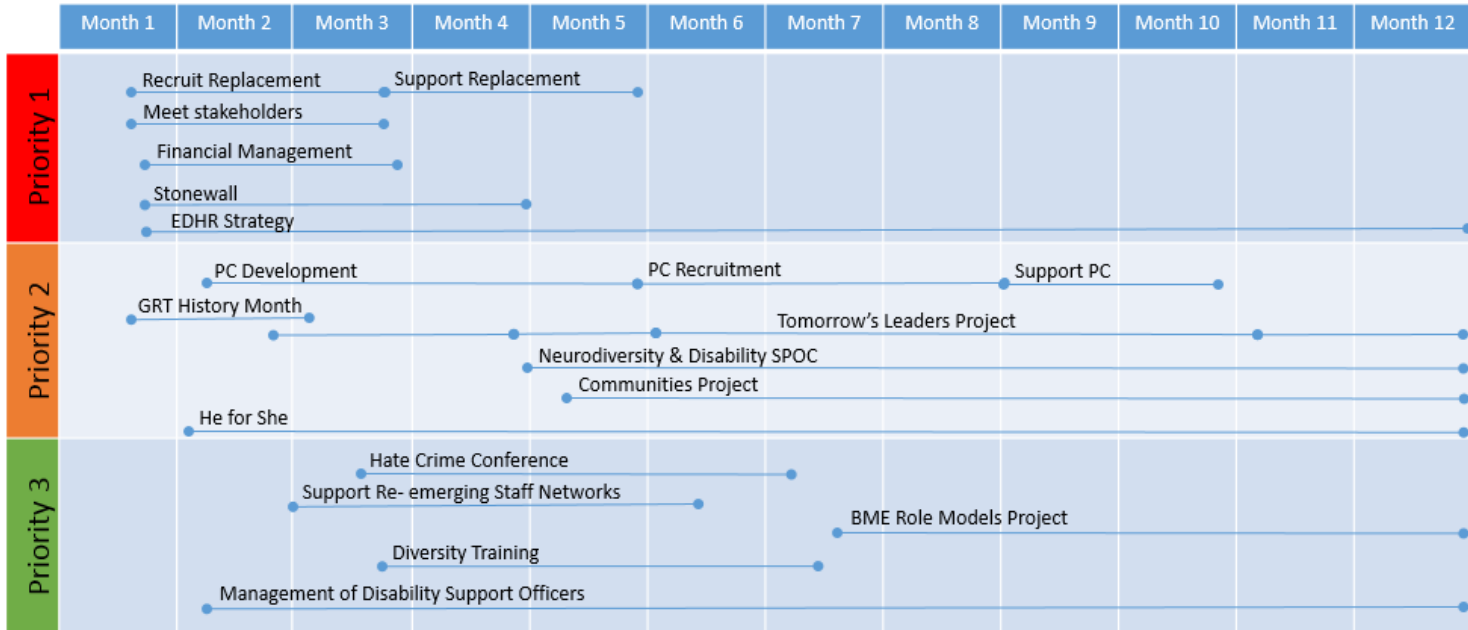 Month 1 Month 2 Month 3 Month 4 Month 5 Month 6 Month 7 Month 8 Month 9 Month 10 Month 11 Month 12
Priority 1
Recruit Replacement Support Replacement
Meet stakeholders
Financial Management
Stonewall
EDHR Strategy
Priority 2
PC Development PC Recruitment Support PC
GRT History Month
Tomorrow's Leaders Project
Neurodiversity & Disability SPOC
Communities Project
He for She
Priority 3
Hate Crime Conference
Support Re- emerging Staff Networks
BME Role Models Project
Diversity Training
Management of Disability Support Officers